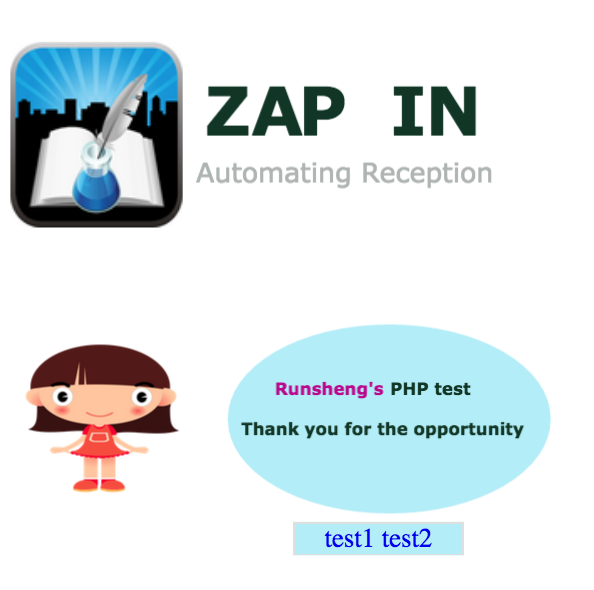 ZAP IN
Automating Reception
Runsheng's PHP test
Thank you for the opportunity
test1 test2